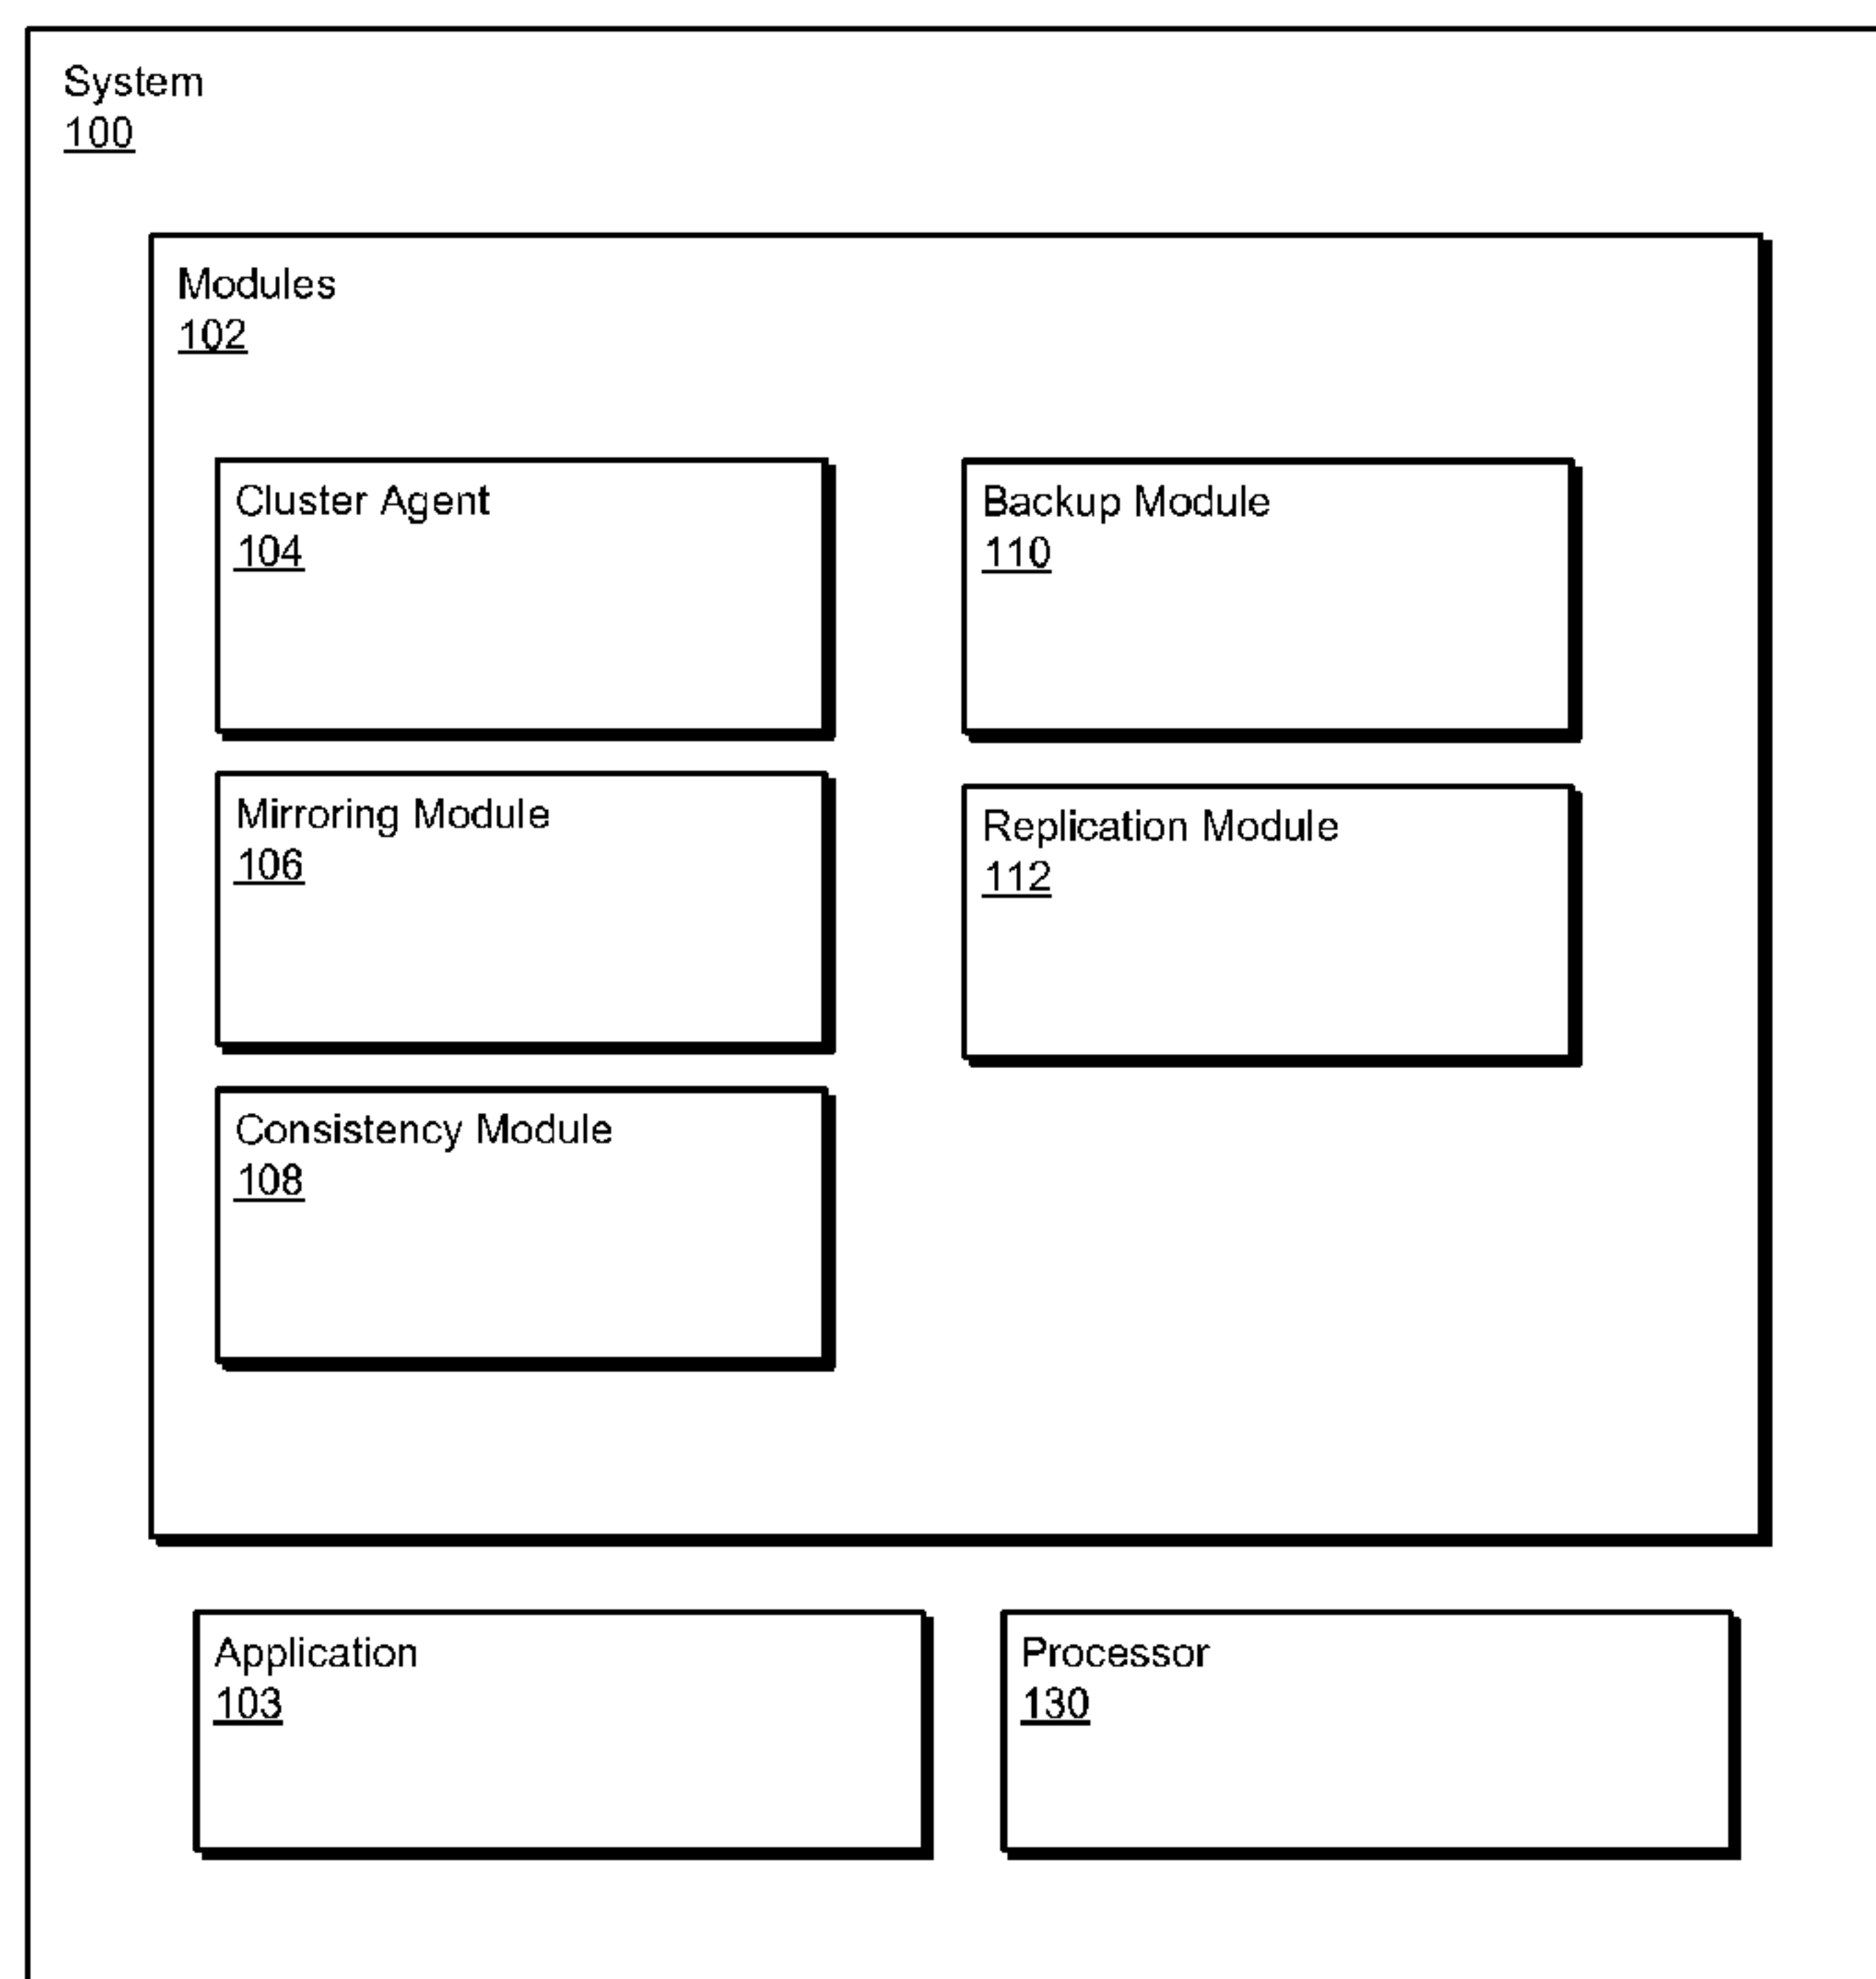 System
100
Modules
102
Cluster Agent
104
Mirroring Module
106
Consistency Module
108
Backup Module
110
Replication Module
112
Application
103
Processor
130